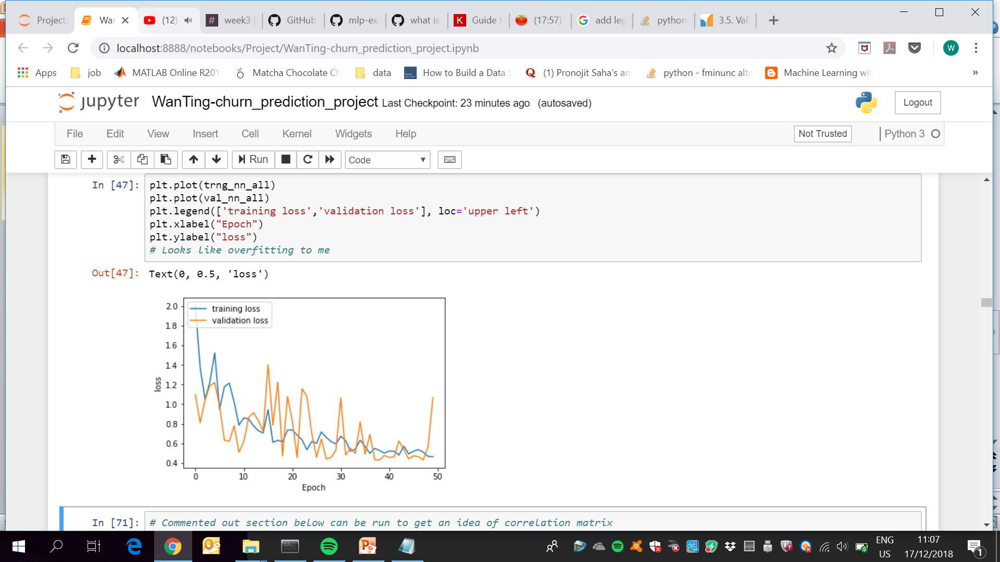 Project/
War
(12)
week3
GitHub
mlp-ex
what is
K
Guide t
(17:57)
add leg
python
3.5. Vali
localhost:8888/notebooks/Project/WanTing-churn_prediction_project.ipynb
W
Apps
job
MATLAB Online R201
Matcha Chocolate Ch
data
How to Build a Data S
(1) Pronojit Saha's an
python - fminunc alte
Machine Learning wit
»
jupyter
WanTing-churn_prediction_project Last Checkpoint: 23 minutes ago (autosaved)
Logout
File Edit View Insert Cell Kernel Widgets Help
Not Trusted
Python 3
Run
Code
In [47]:
plt.plot(trng_nn_all)
plt.plot(val_nn_all)
plt.legend(['training loss','validation loss'], loc='upper left')
plt.xlabel("Epoch")
plt.ylabel("loss")
# Looks like overfitting to me
Out[47]: Text(0, 0.5, 'loss')
training loss
validation loss
2.0
1.8
1.6
1.4
1.2
1.0
0.8
0.6
0.4
loss
0 10 20 30 40 50
Epoch
In [71]: # Commented out section below can be run to get an idea of correlation matrix
ENG
US
11:07
17/12/2018
1